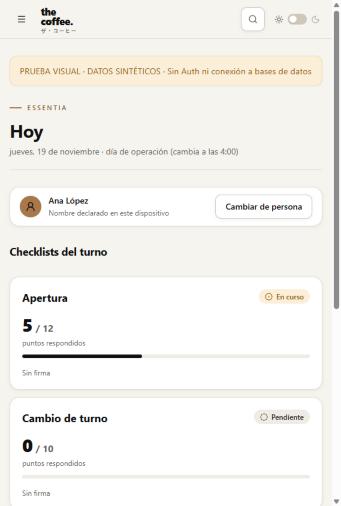 the
coffee.
ザ・コーヒー
PRUEBA VISUAL · DATOS SINTÉTICOS · Sin Auth ni conexión a bases de datos
ESSENTIA
Hoy
jueves, 19 de noviembre · día de operación (cambia a las 4:00)
Ana López
Nombre declarado en este dispositivo
Cambiar de persona
Checklists del turno
Apertura
En curso
5 / 12
puntos respondidos
Sin firma
Cambio de turno
Pendiente
0 / 10
puntos respondidos
Sin firma